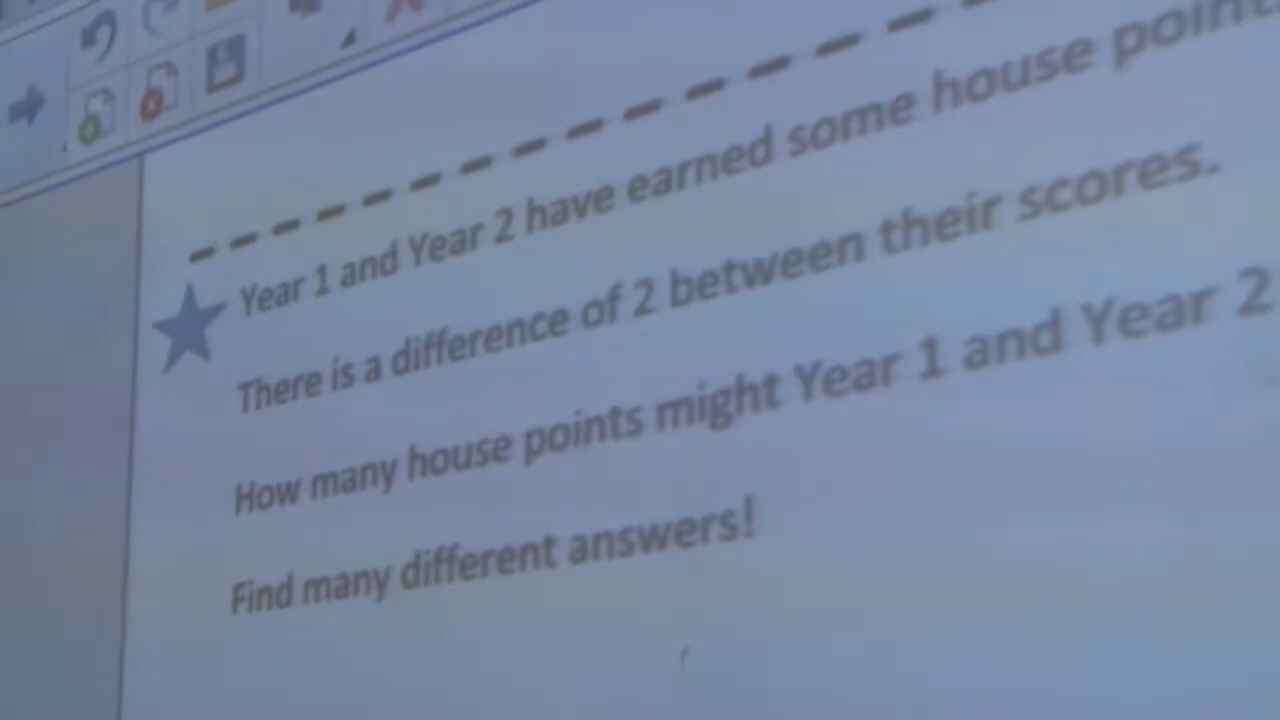 Year 1 and Year 2 have earned some house point
There is a difference of 2 between their scores.
How many house points might Year 1 and Year 2
Find many different answers!